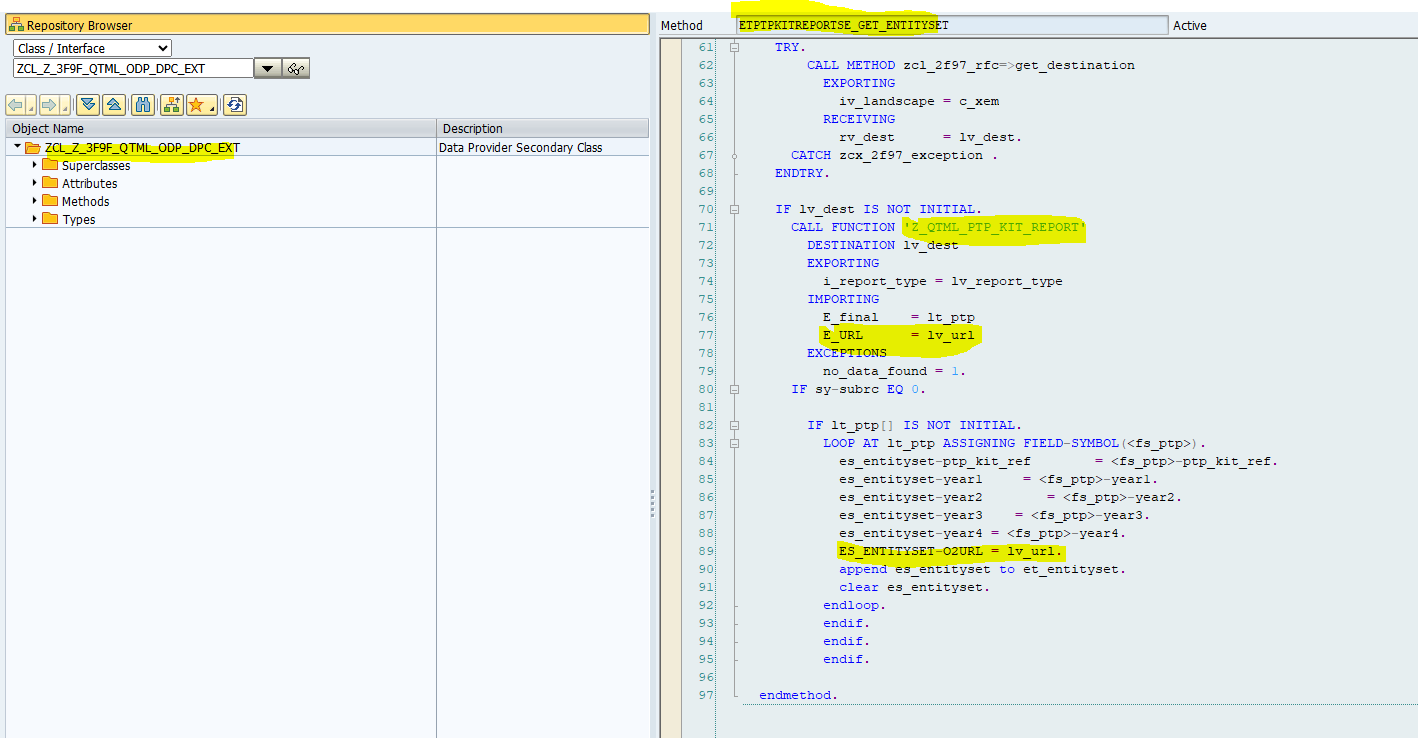 Repository Browser
Class / Interface
ZCL_Z_3F9F_QTML_ODP_DPC_EXT
Object Name Description
ZCL_Z_3F9F_QTML_ODP_DPC_EXT Data Provider Secondary Class
Superclasses
Attributes
Methods
Types
Method ETPTPKITREPORTSE_GET_ENTITYSET Active
61 TRY.
62 CALL METHOD zcl_2f97_rfc=>get_destination
63 EXPORTING
64 iv_landscape = c_xem
65 RECEIVING
66 rv_dest = lv_dest.
67 CATCH zcx_2f97_exception .
68 ENDTRY.
69
70 IF lv_dest IS NOT INITIAL.
71 CALL FUNCTION 'Z_QTML_PTP_KIT_REPORT'
72 DESTINATION lv_dest
73 EXPORTING
74 i_report_type = lv_report_type
75 IMPORTING
76 E_final = lt_ptp
77 E_URL = lv_url
78 EXCEPTIONS
79 no_data_found = 1.
80 IF sy-subrc EQ 0.
81
82 IF lt_ptp[] IS NOT INITIAL.
83 LOOP AT lt_ptp ASSIGNING FIELD-SYMBOL(<fs_ptp>).
84 es_entityset-ptp_kit_ref = <fs_ptp>-ptp_kit_ref.
85 es_entityset-year1 = <fs_ptp>-year1.
86 es_entityset-year2 = <fs_ptp>-year2.
87 es_entityset-year3 = <fs_ptp>-year3.
88 es_entityset-year4 = <fs_ptp>-year4.
89 ES_ENTITYSET-O2URL = lv_url.
90 append es_entityset to et_entityset.
91 clear es_entityset.
92 endloop.
93 endif.
94 endif.
95 endif.
96
97 endmethod.